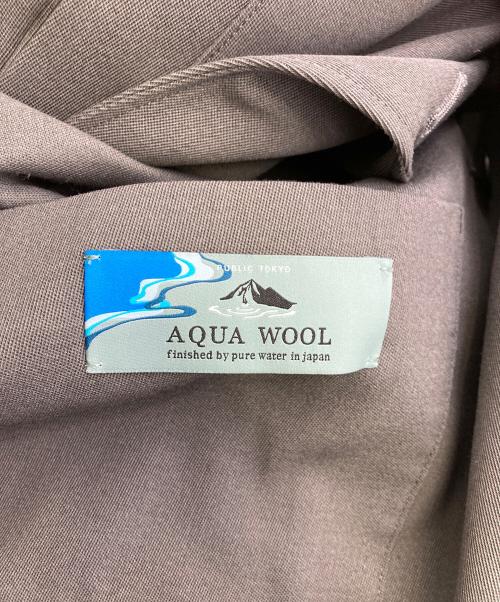 PUBLIC TOKYO
AQUA WOOL
finished by pure water in japan